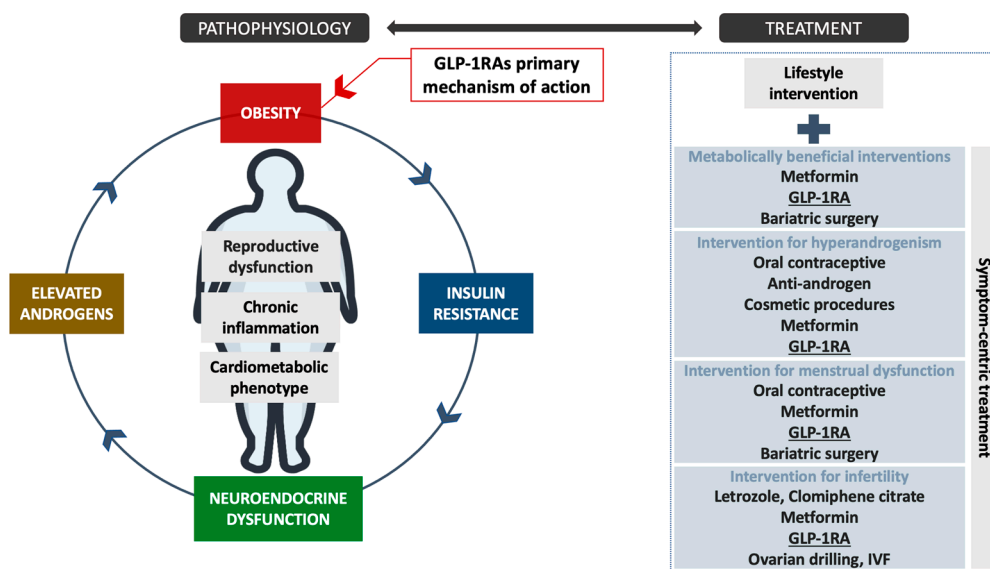 PATHOPHYSIOLOGY
TREATMENT
GLP-1RAs primary
mechanism of action
OBESITY
ELEVATED
ANDROGENS
INSULIN
RESISTANCE
NEUROENDOCRINE
DYSFUNCTION
Reproductive
dysfunction
Chronic
inflammation
Cardiometabolic
phenotype
Lifestyle
intervention
Metabolically beneficial interventions
Metformin
GLP-1RA
Bariatric surgery
Intervention for hyperandrogenism
Oral contraceptive
Anti-androgen
Cosmetic procedures
Metformin
GLP-1RA
Intervention for menstrual dysfunction
Oral contraceptive
Metformin
GLP-1RA
Bariatric surgery
Intervention for infertility
Letrozole, Clomiphene citrate
Metformin
GLP-1RA
Ovarian drilling, IVF
Symptom-centric treatment